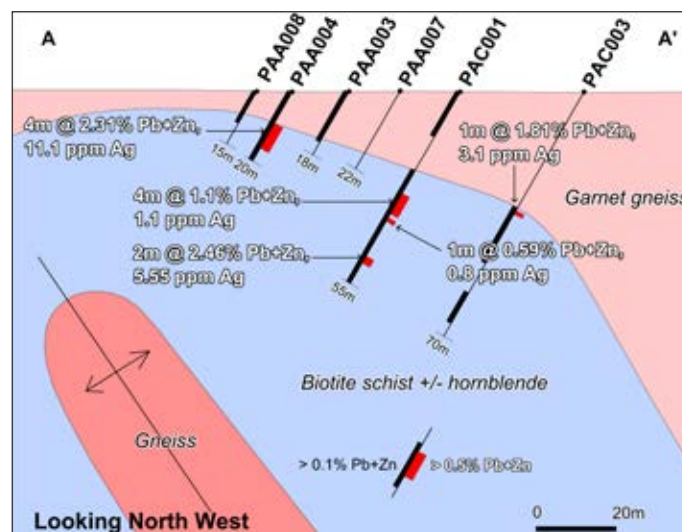 A
PAA008
PAA004
PAA003
PAA007
PAC001
PAC003
A'
4m @ 2.31% Pb+Zn,
11.1 ppm Ag
15m
20m
18m
22m
1m @ 1.81% Pb+Zn,
3.1 ppm Ag
Garnet gneiss
4m @ 1.1% Pb+Zn,
1.1 ppm Ag
2m @ 2.46% Pb+Zn,
5.55 ppm Ag
1m @ 0.59% Pb+Zn,
0.8 ppm Ag
55m
70m
Biotite schist +/- hornblende
Gneiss
> 0.1% Pb+Zn
> 0.5% Pb+Zn
Looking North West
0
20m